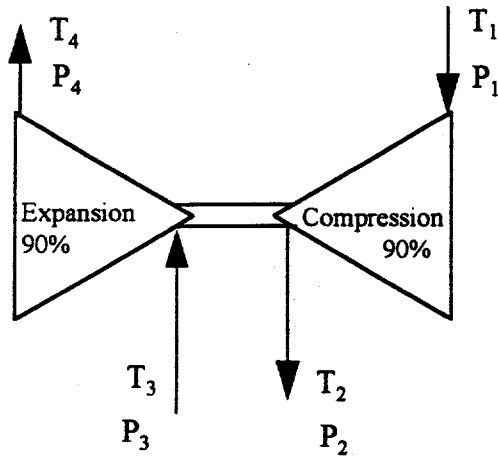 T4
P4
T1
P1
Expansion
90%
Compression
90%
T3
P3
T2
P2